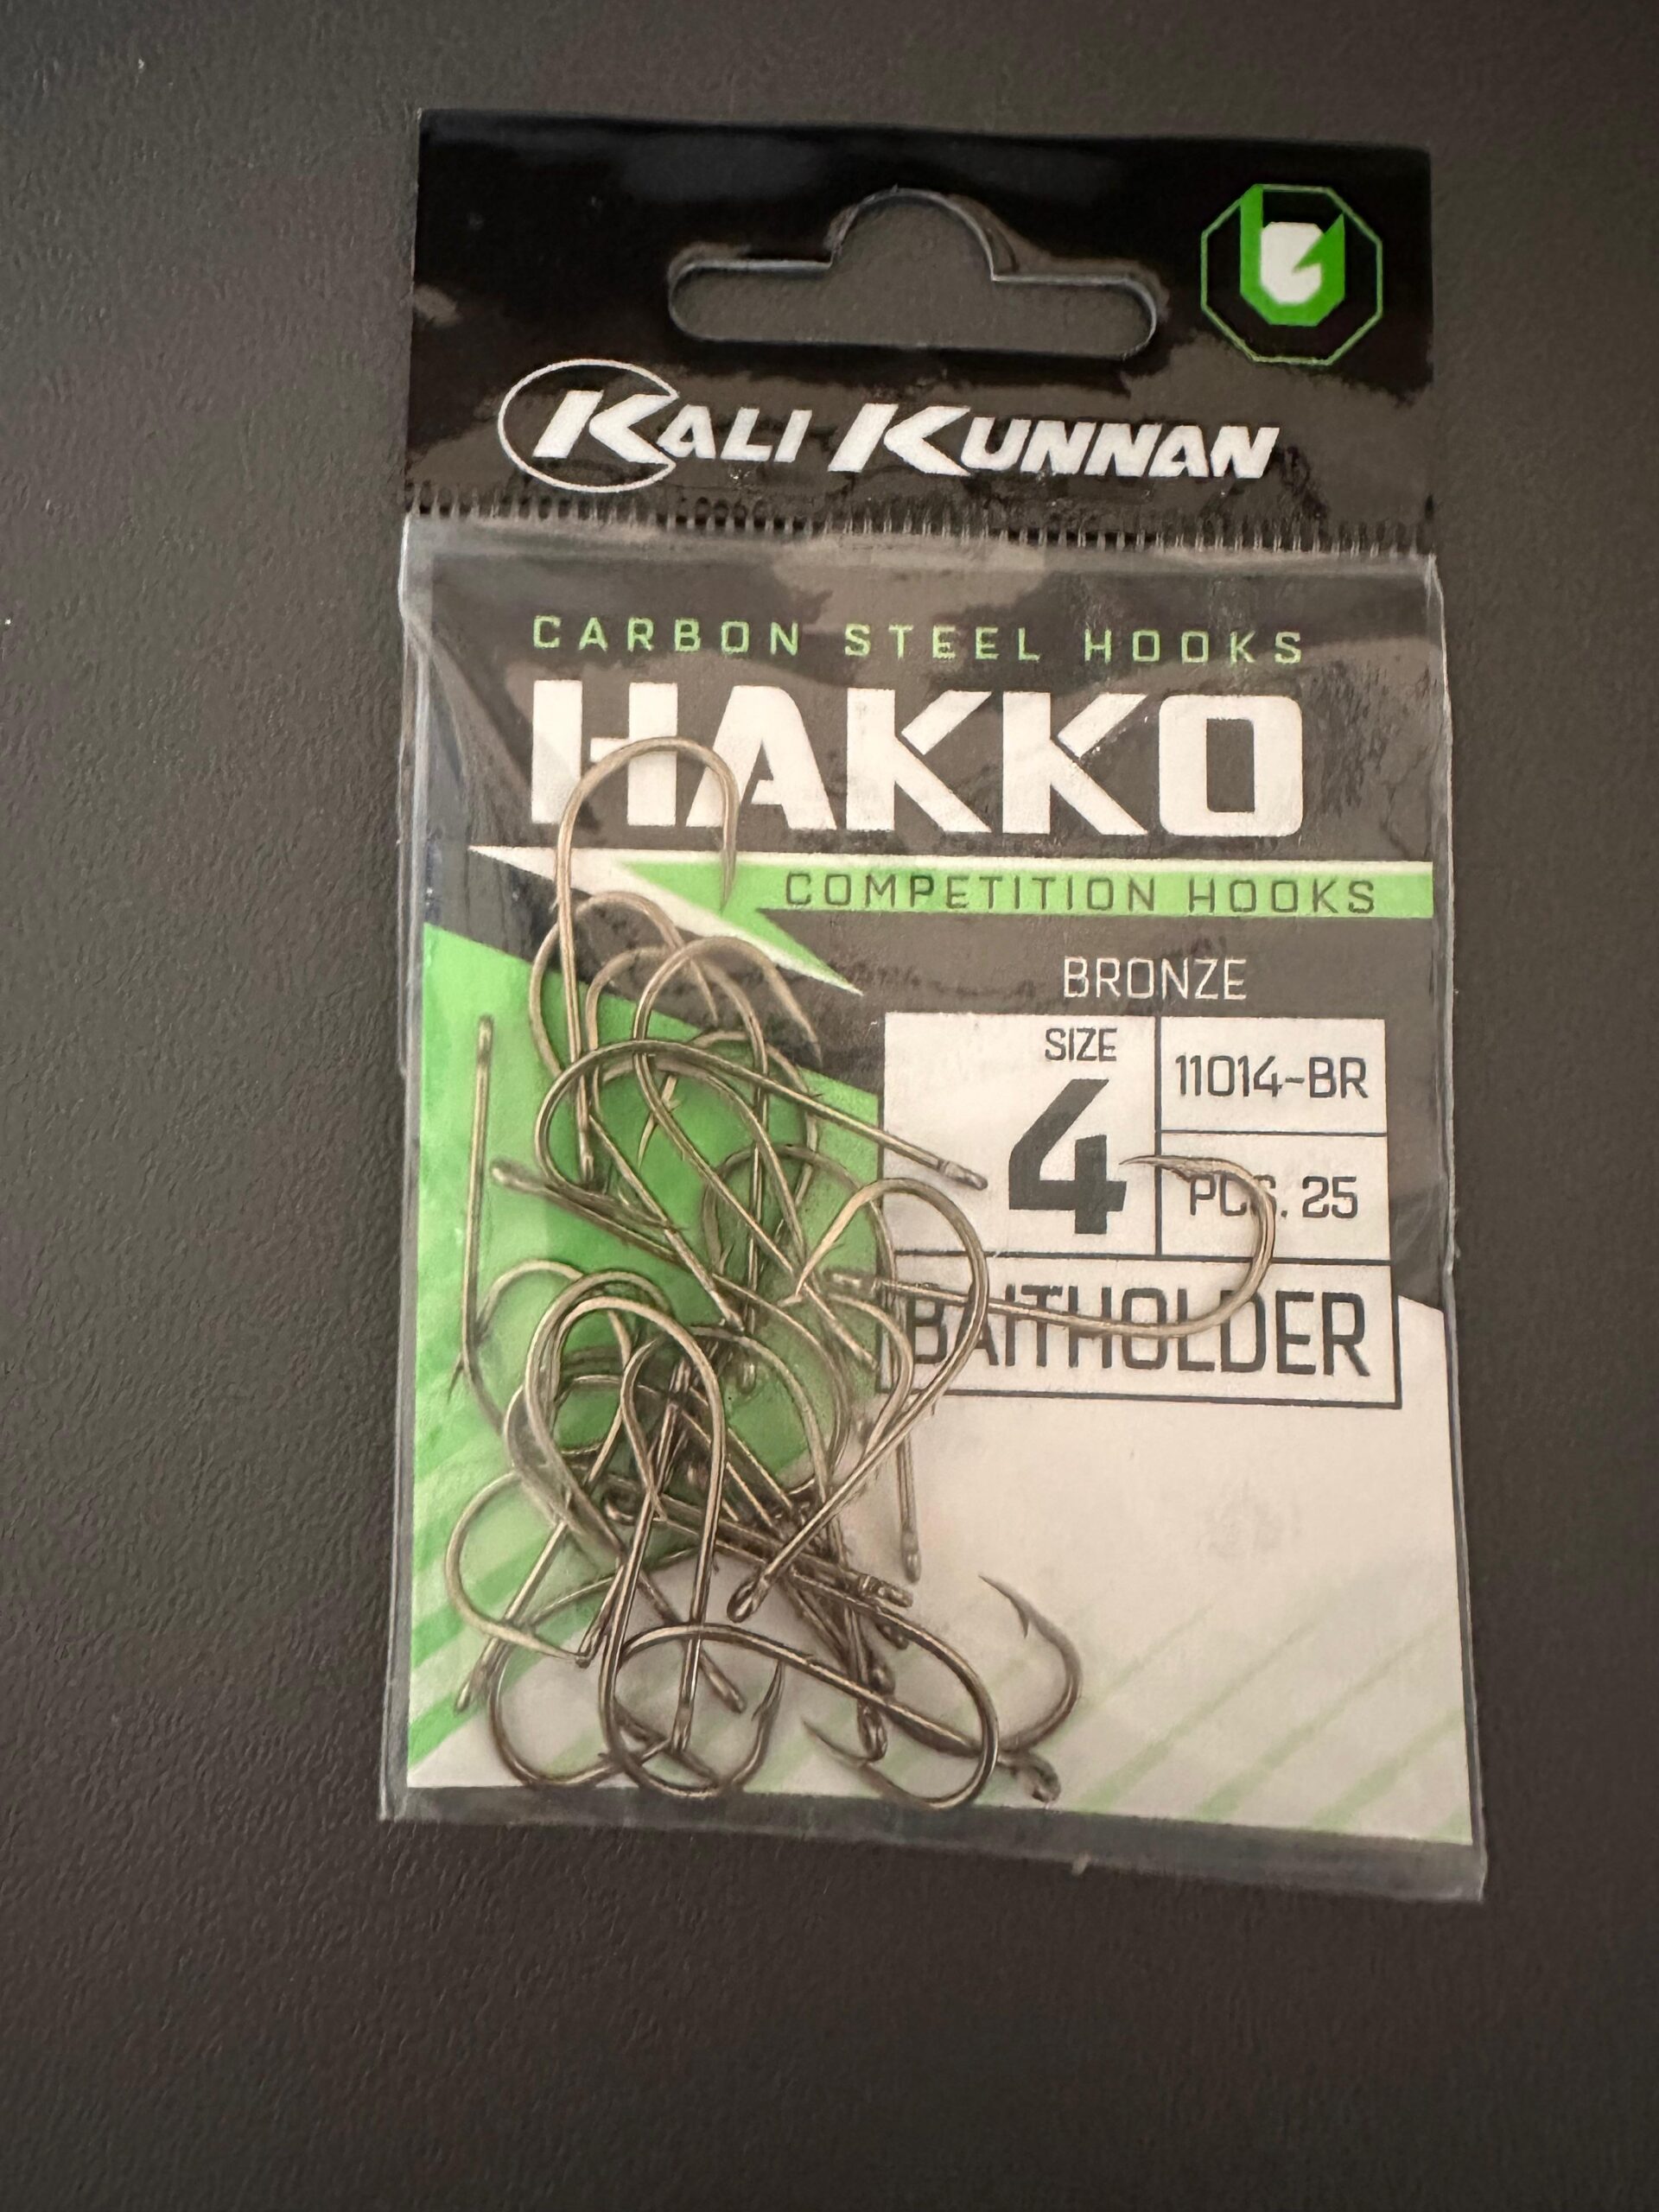 KALI KUNNAN
CARBON STEEL HOOKS
HAKKO
COMPETITION HOOKS
BRONZE
SIZE
4
11014-BR
PCS. 25
BAITHOLDER